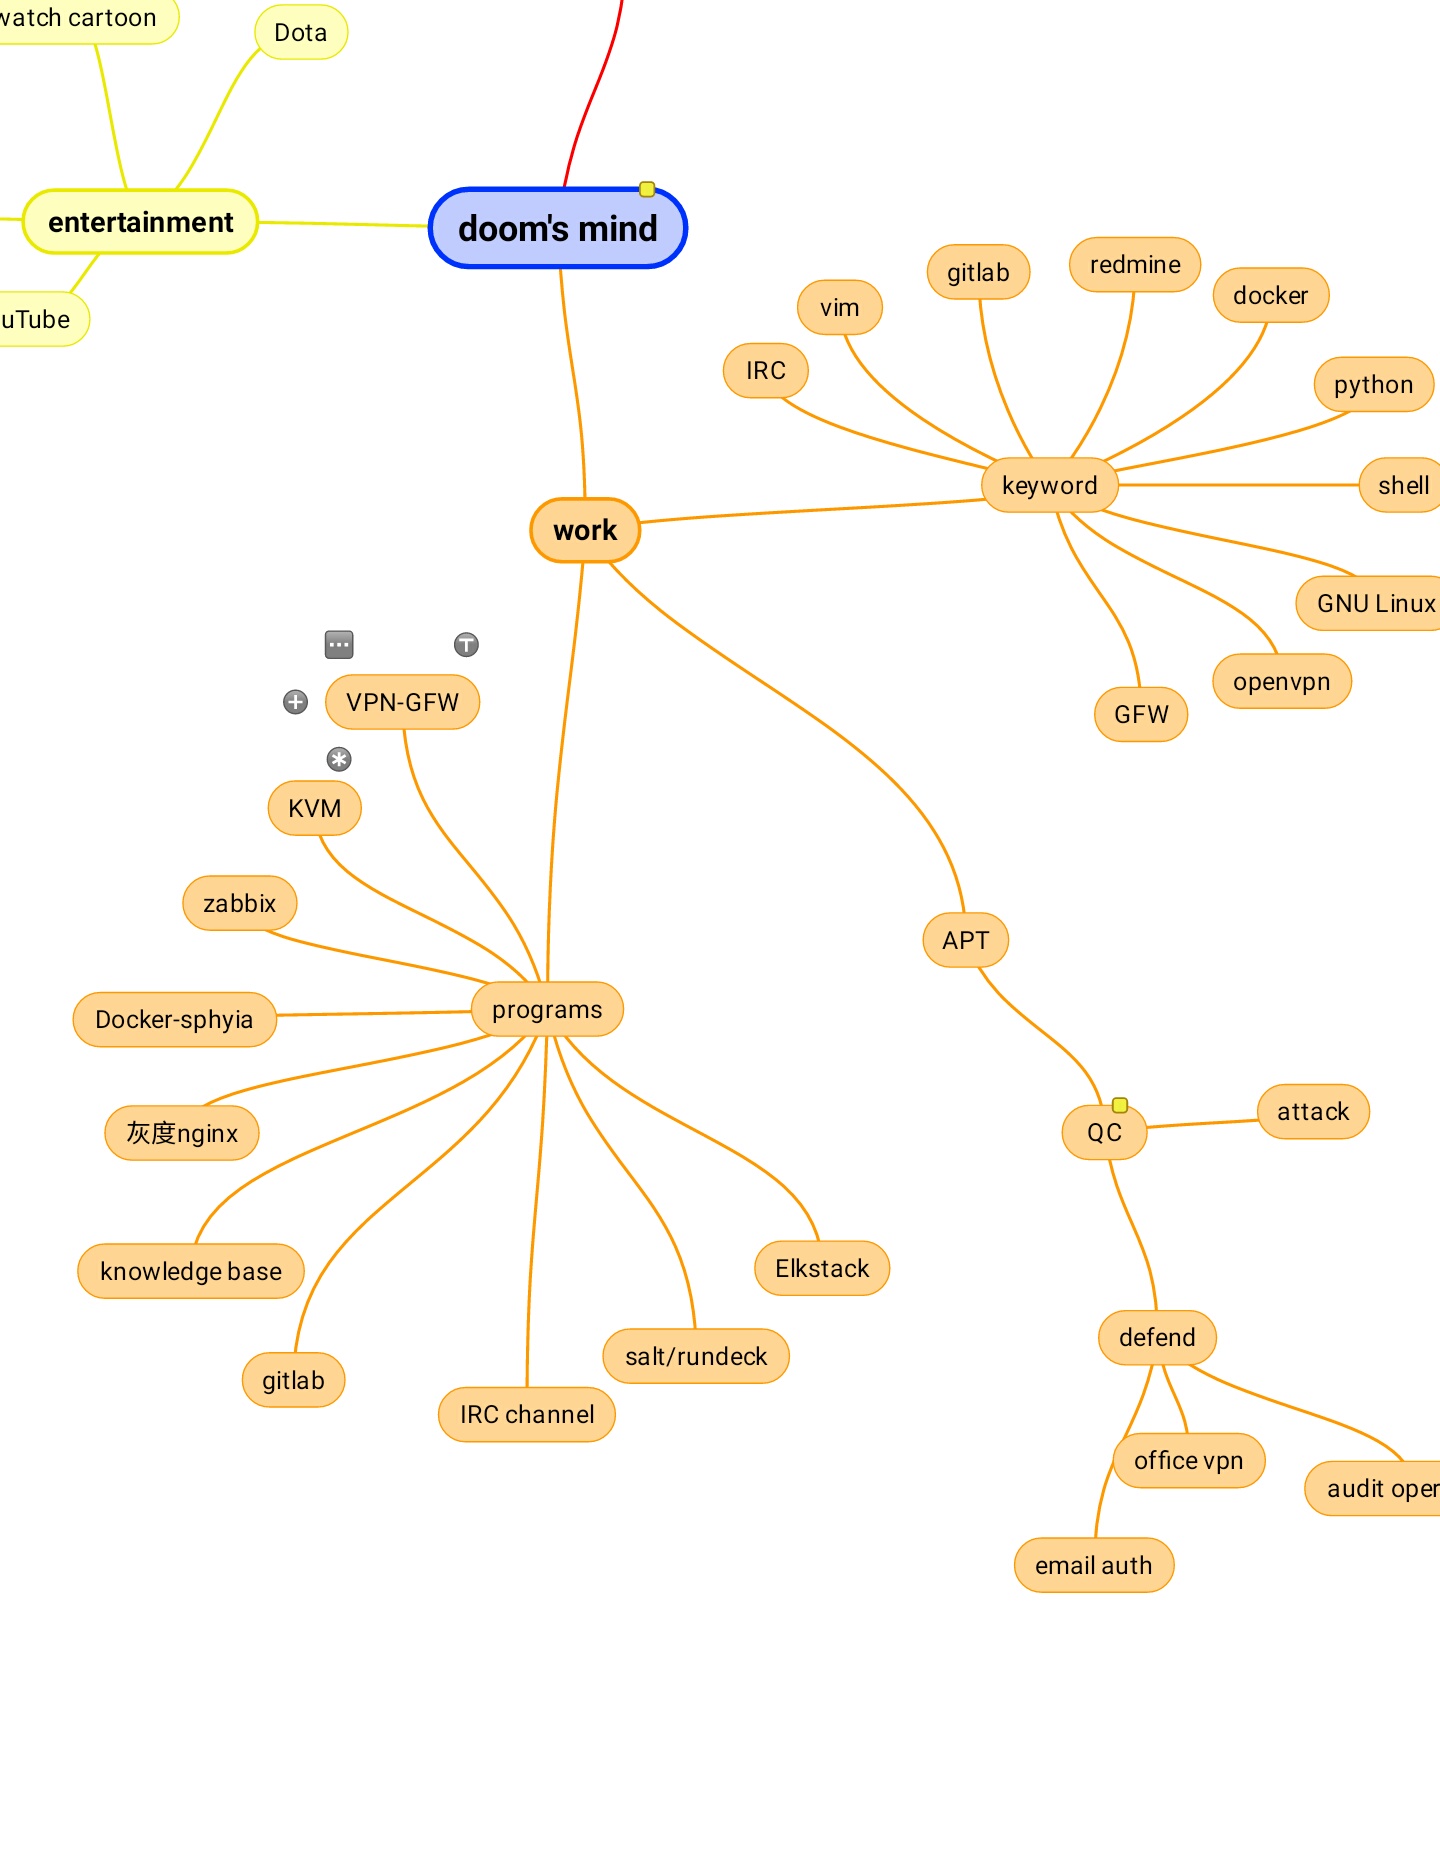 watch cartoon
Dota
entertainment
doom's mind
uTube
vim
gitlab
redmine
docker
IRC
python
keyword
shell
work
GNU Linux
openvpn
GFW
VPN-GFW
KVM
zabbix
APT
programs
Docker-sphyia
灰度nginx
QC
attack
knowledge base
Elkstack
defend
salt/rundeck
gitlab
IRC channel
office vpn
audit oper
email auth